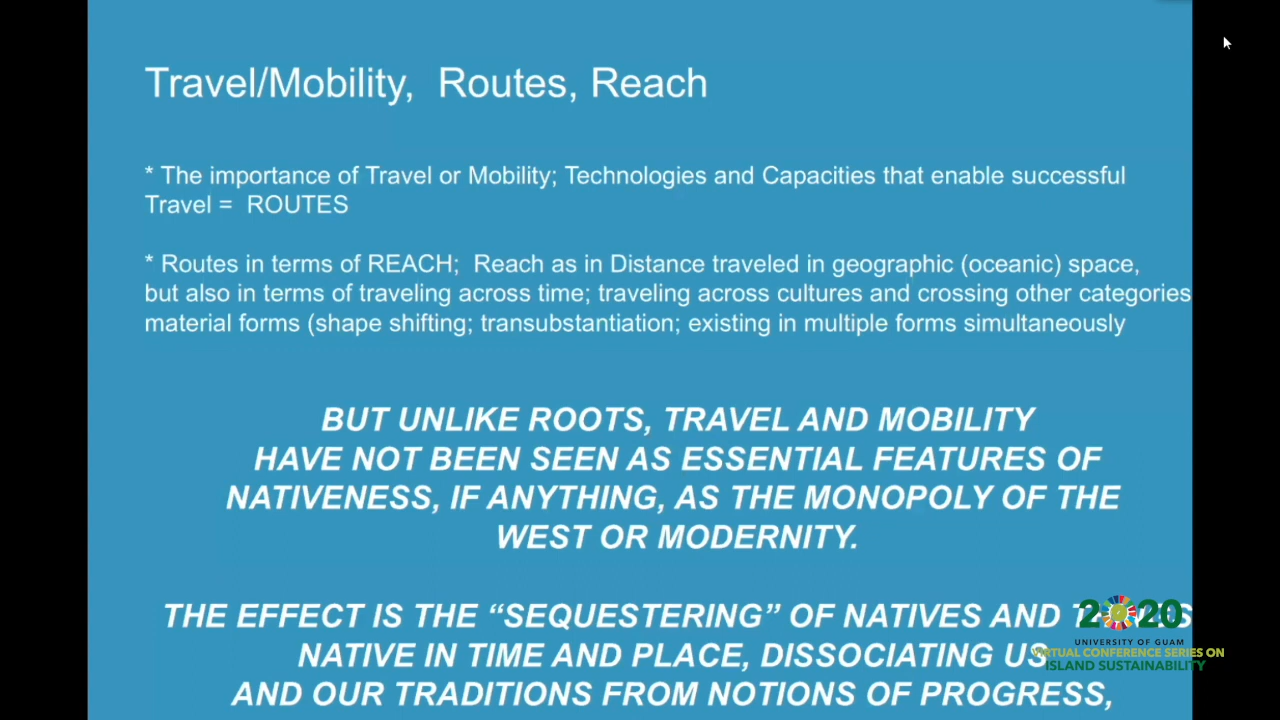 Travel/Mobility, Routes, Reach
* The importance of Travel or Mobility; Technologies and Capacities that enable successful
Travel = ROUTES
* Routes in terms of REACH; Reach as in Distance traveled in geographic (oceanic) space,
but also in terms of traveling across time; traveling across cultures and crossing other categories
material forms (shape shifting; transubstantiation; existing in multiple forms simultaneously
BUT UNLIKE ROOTS, TRAVEL AND MOBILITY
HAVE NOT BEEN SEEN AS ESSENTIAL FEATURES OF
NATIVENESS, IF ANYTHING, AS THE MONOPOLY OF THE
WEST OR MODERNITY.
THE EFFECT IS THE “SEQUESTERING” OF NATIVES AND
NATIVE IN TIME AND PLACE, DISSOCIATING US
AND OUR TRADITIONS FROM NOTIONS OF PROGRESS,
2020
UNIVERSITY OF GUAM
VIRTUAL CONFERENCE SERIES ON
ISLAND SUSTAINABILITY